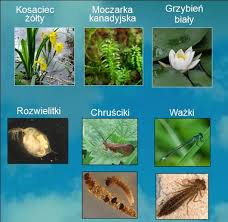 Kosaciec żółty
Moczarka kanadyjska
Grzybień biały
Rozwielitki
Chruściki
Ważki